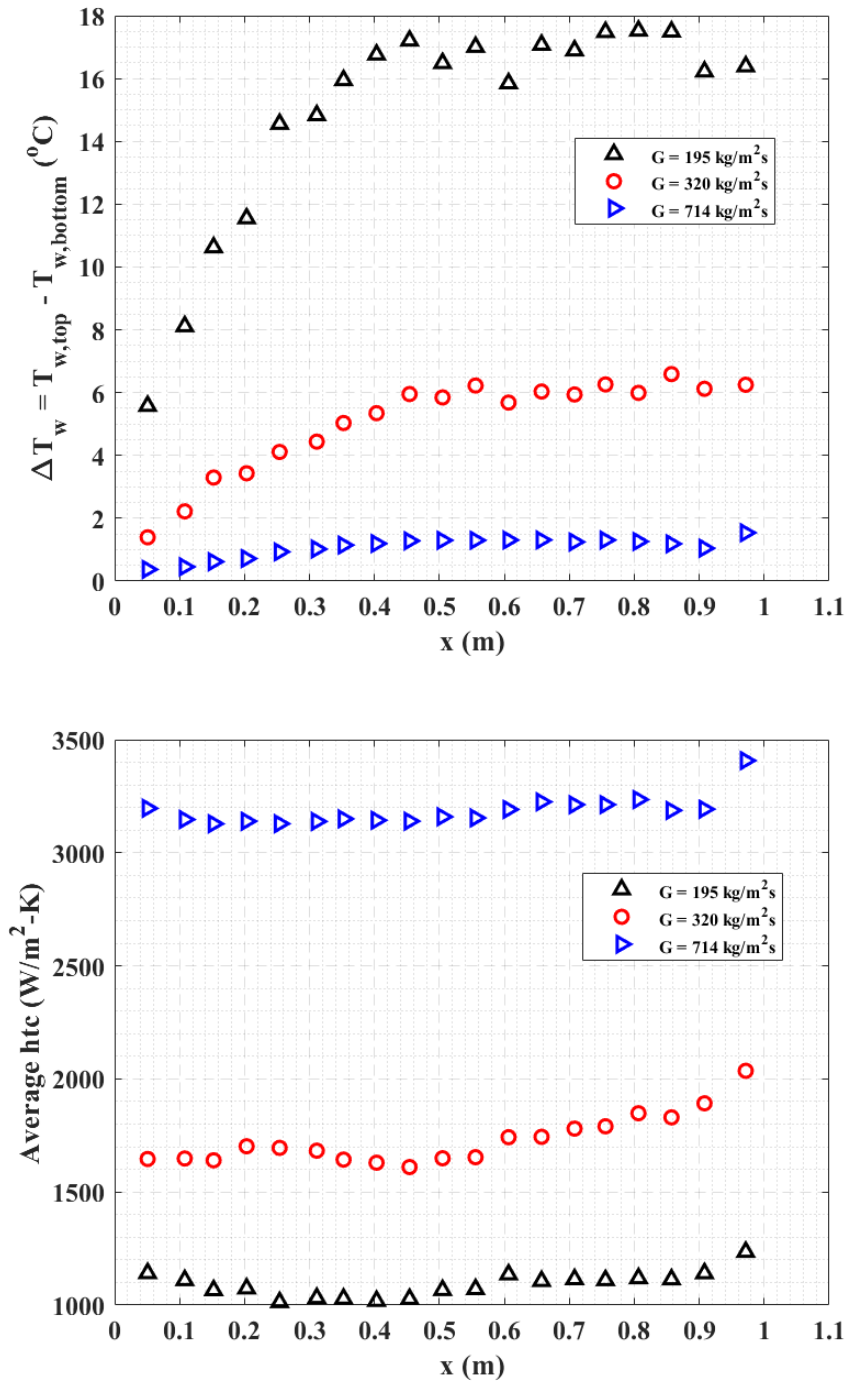 18
16
14
12
10
8
6
4
2
0
ΔT_w = T_w,top - T_w,bottom (°C)
G = 195 kg/m²s
G = 320 kg/m²s
G = 714 kg/m²s
0 0.1 0.2 0.3 0.4 0.5 0.6 0.7 0.8 0.9 1 1.1
x (m)
3500
3000
2500
2000
1500
1000
Average htc (W/m²-K)
G = 195 kg/m²s
G = 320 kg/m²s
G = 714 kg/m²s
0 0.1 0.2 0.3 0.4 0.5 0.6 0.7 0.8 0.9 1 1.1
x (m)